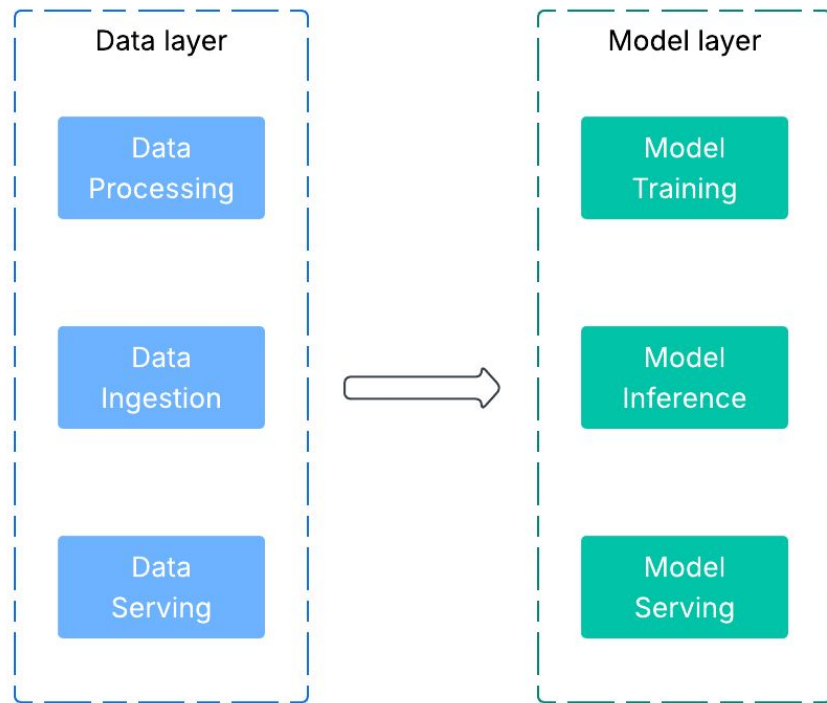 Data layer
Data
Processing
Data
Ingestion
Data
Serving
Model layer
Model
Training
Model
Inference
Model
Serving